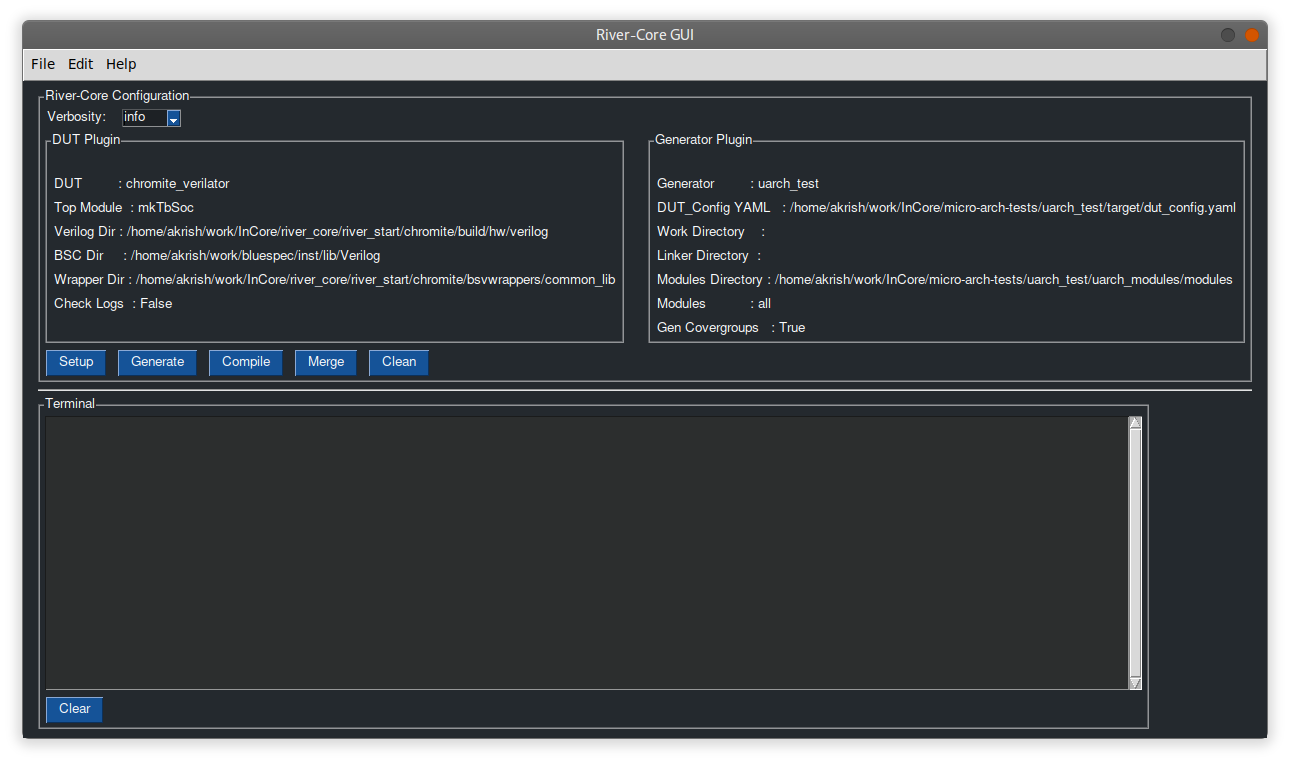 River-Core GUI
File Edit Help
River-Core Configuration
Verbosity: info
DUT Plugin
DUT : chromite_verilator
Top Module : mkTbSoc
Verilog Dir : /home/akrish/work/InCore/river_core/river_start/chromite/build/hw/verilog
BSC Dir : /home/akrish/work/bluespec/inst/lib/Verilog
Wrapper Dir : /home/akrish/work/InCore/river_core/river_start/chromite/bsvwrappers/common_lib
Check Logs : False
Generator Plugin
Generator : uarch_test
DUT_Config YAML : /home/akrish/work/InCore/micro-arch-tests/uarch_test/target/dut_config.yaml
Work Directory :
Linker Directory :
Modules Directory : /home/akrish/work/InCore/micro-arch-tests/uarch_test/uarch_modules/modules
Modules : all
Gen Covergroups : True
Setup Generate Compile Merge Clean
Terminal
Clear